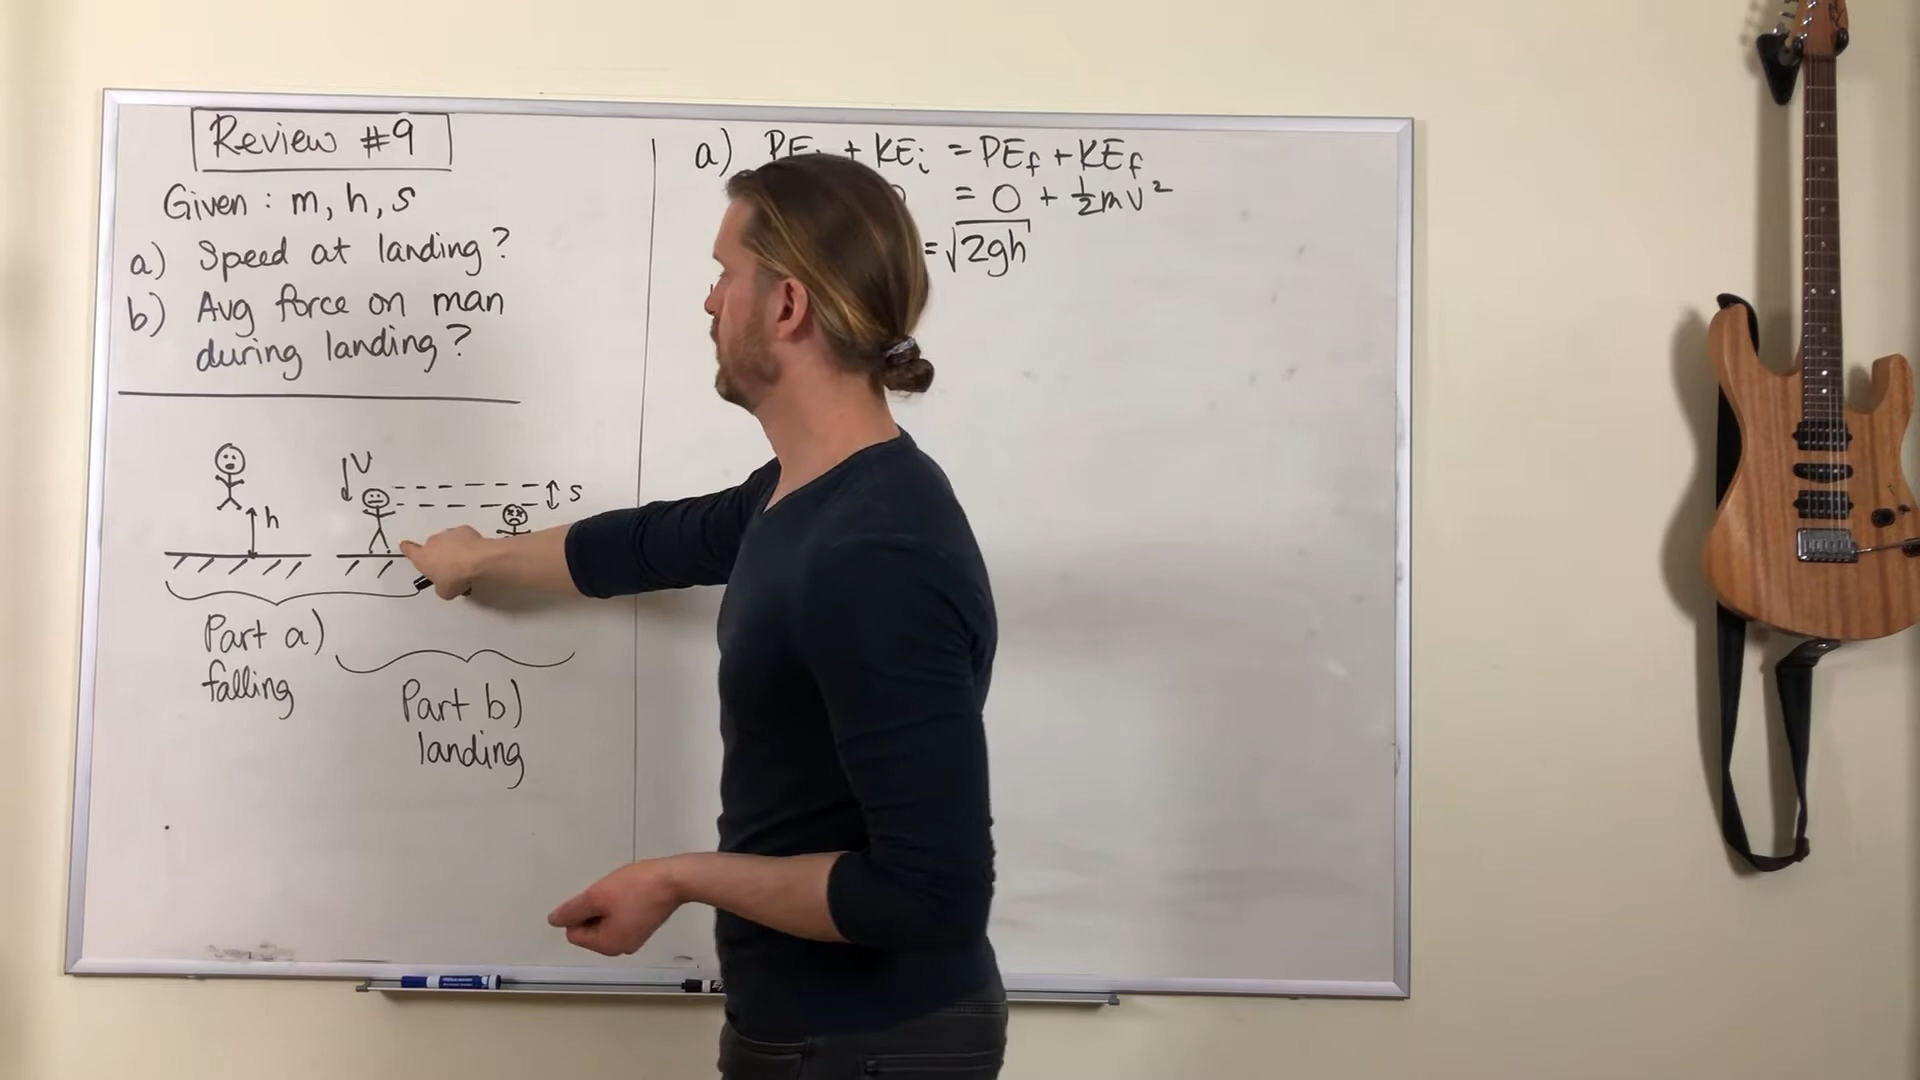 Review #9
Given : m, h, s
a) Speed at landing?
b) Avg force on man
during landing?
h
v
s
Part a)
falling
Part b)
landing
a) PEi + KEi = PEf + KEf
= 0 + ½mv²
= √2gh